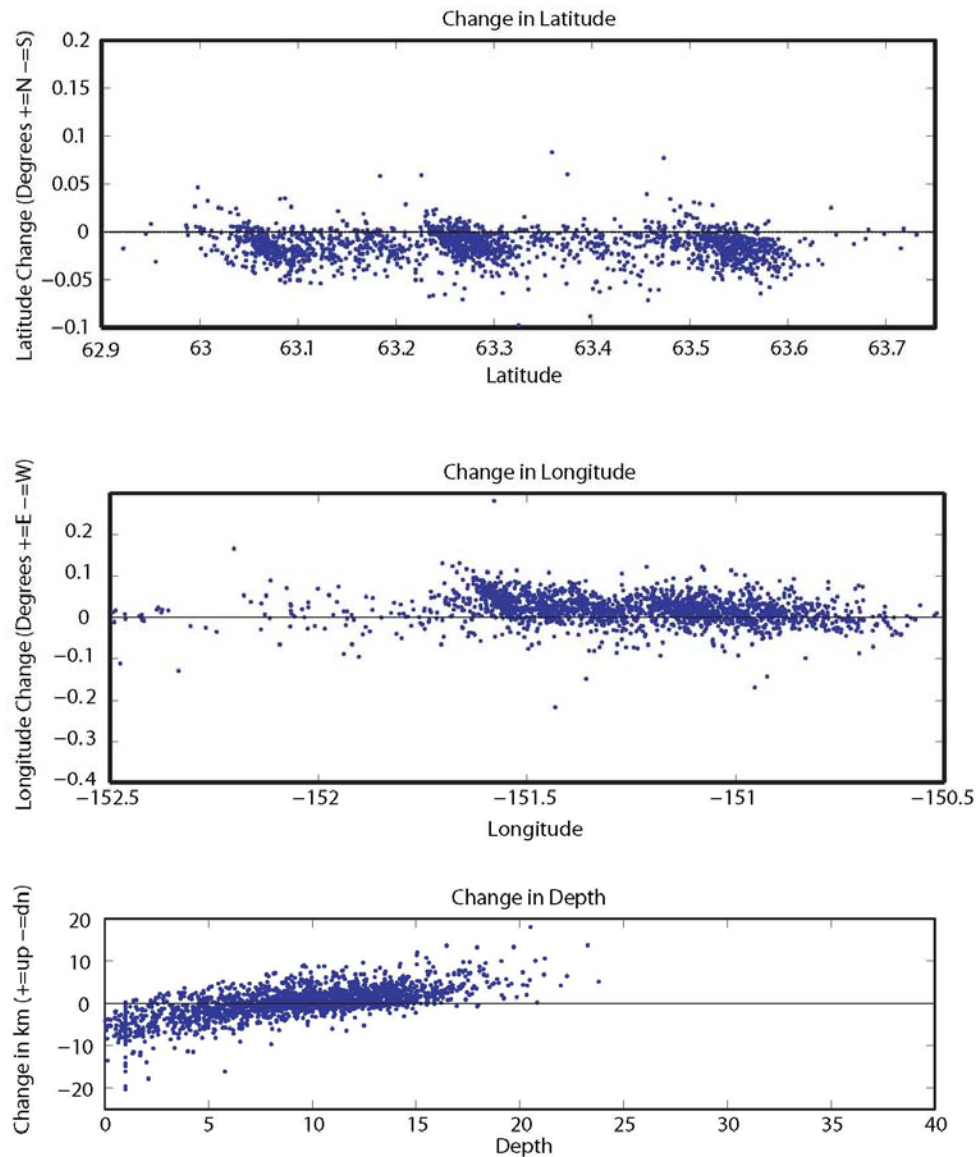 Change in Latitude
Latitude Change (Degrees +=N −=S)
0.2
0.15
0.1
0.05
0
−0.05
−0.1
62.9 63 63.1 63.2 63.3 63.4 63.5 63.6 63.7
Latitude
Change in Longitude
Longitude Change (Degrees +=E −=W)
0.2
0.1
0
−0.1
−0.2
−0.3
−0.4
−152.5 −152 −151.5 −151 −150.5
Longitude
Change in Depth
Change in km (+=up −=dn)
20
10
0
−10
−20
0 5 10 15 20 25 30 35 40
Depth